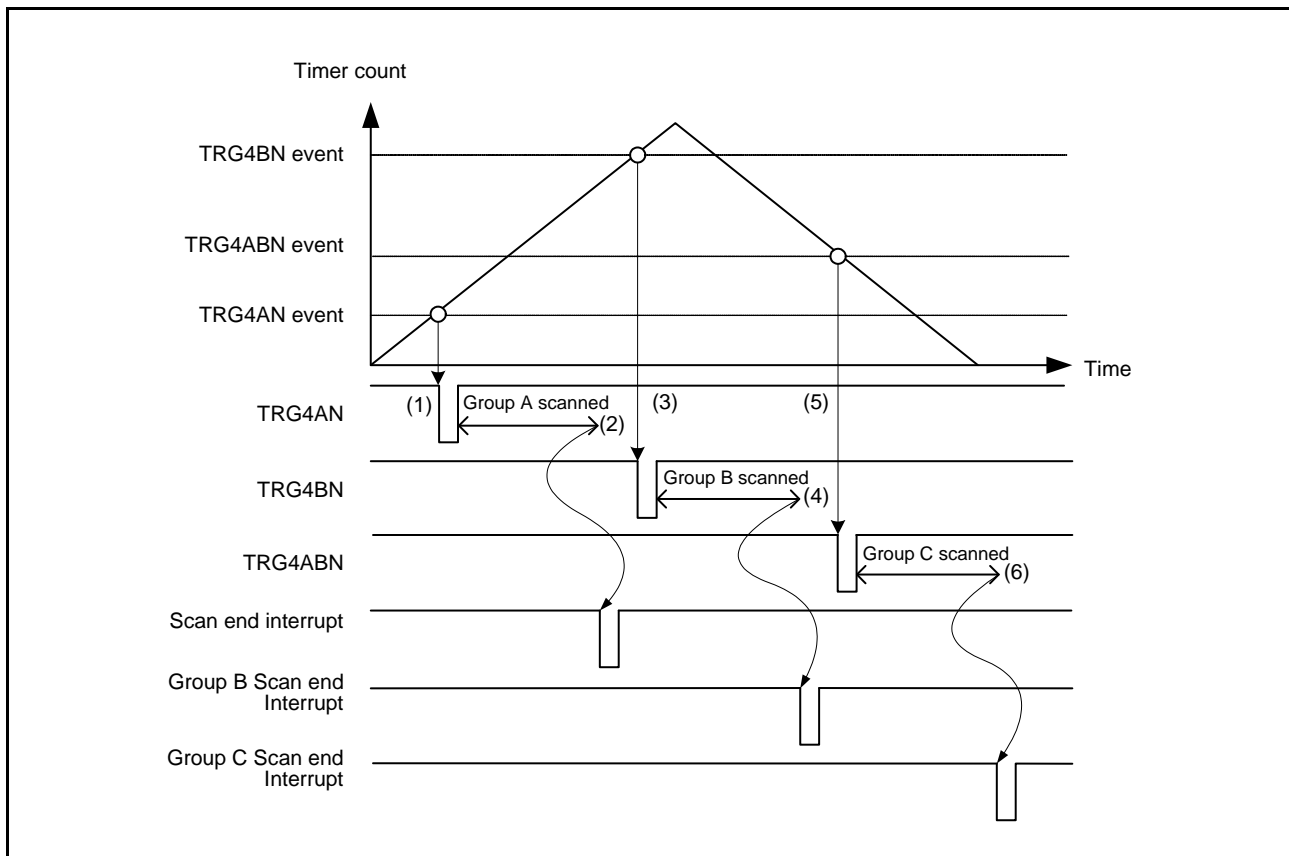 Timer count
TRG4BN event
TRG4ABN event
TRG4AN event
Time
TRG4AN
(1)
Group A scanned
(2)
(3)
(5)
TRG4BN
Group B scanned
(4)
TRG4ABN
Group C scanned
(6)
Scan end interrupt
Group B Scan end
Interrupt
Group C Scan end
Interrupt